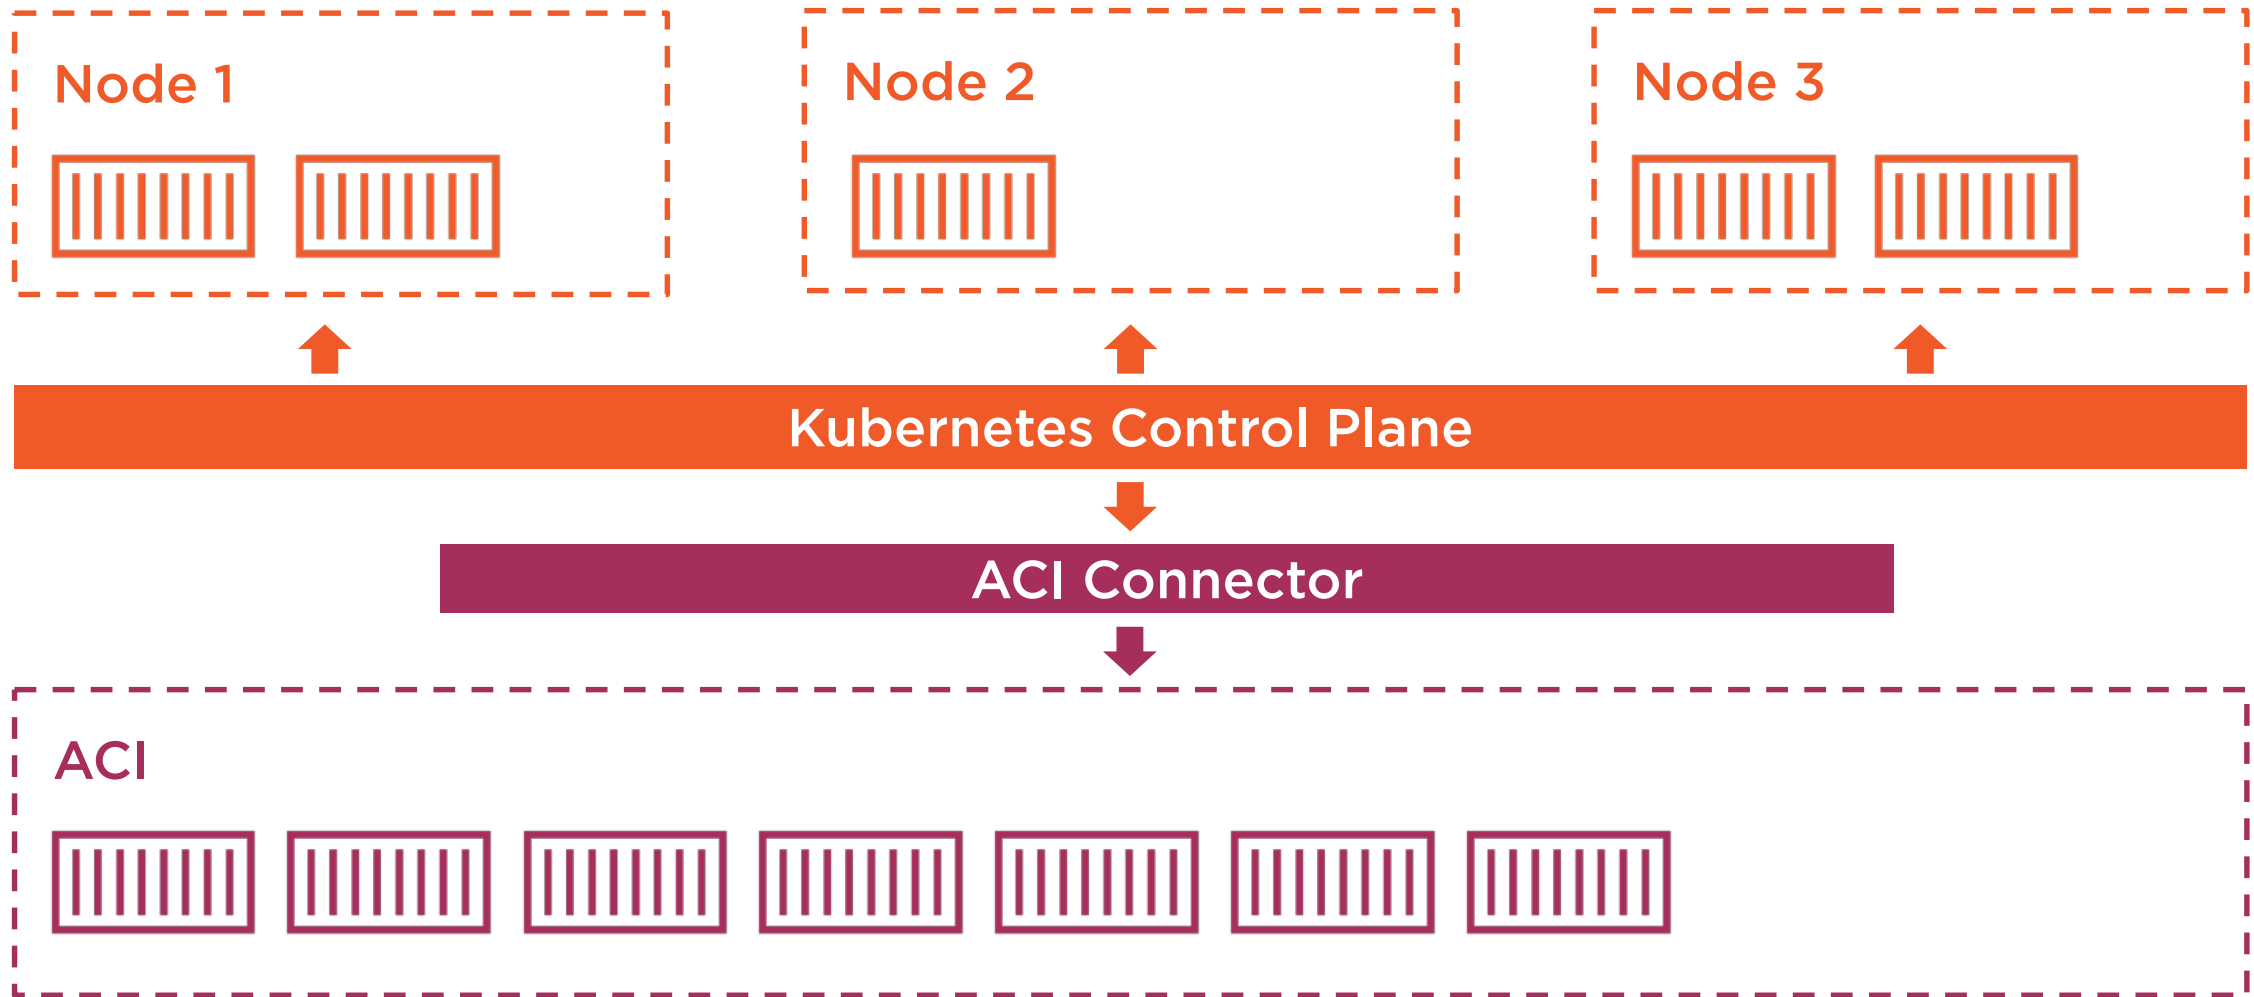 Node 1
Node 2
Node 3
Kubernetes Control Plane
ACI Connector
ACI